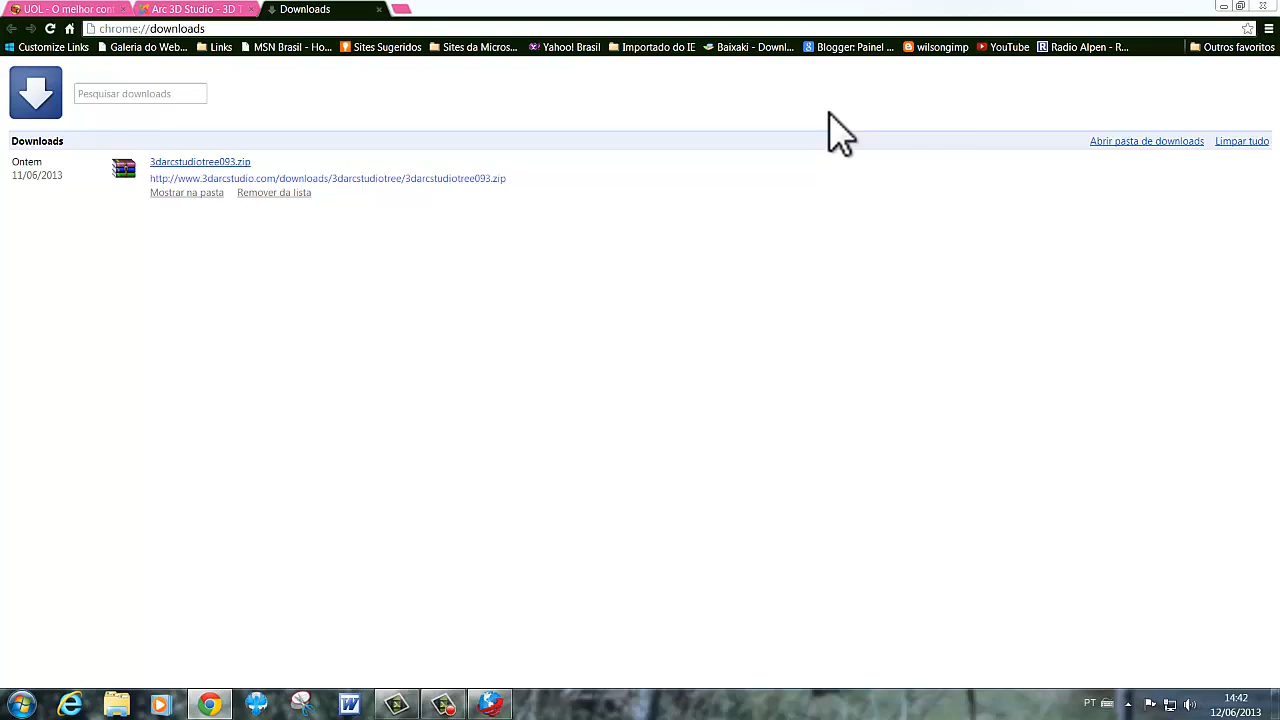 UOL - O melhor cont
Arc 3D Studio - 3D T
Downloads
chrome://downloads
Customize Links
Galeria do Web...
Links
MSN Brasil - Ho...
Sites Sugeridos
Sites da Micros...
Yahool Brasil
Importado do IE
Baixaki - Downl...
Blogger: Painel ...
wilsongimp
YouTube
Radio Alpen - R...
Outros favoritos
Pesquisar downloads
Downloads
Abrir pasta de downloads
Limpar tudo
Ontem
3darcstudiotree093.zip
11/06/2013
http://www.3darcstudio.com/downloads/3darcstudiotree/3darcstudiotree093.zip
Mostrar na pasta
Remover da lista
PT
14:42
12/06/2013